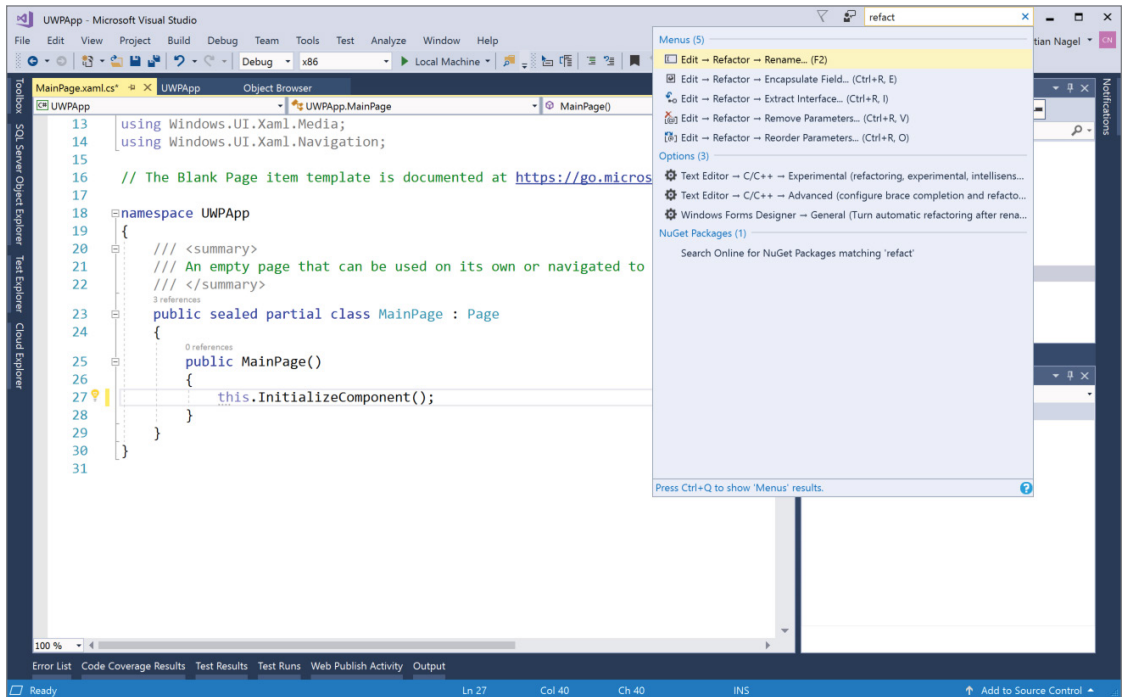 UWPApp - Microsoft Visual Studio
refact
File Edit View Project Build Debug Team Tools Test Analyze Window Help
tian Nagel
CN
Debug x86 Local Machine
MainPage.xaml.cs* UWPApp Object Browser
C# UWPApp UWPApp.MainPage MainPage()
Toolbox
SQL Server Object Explorer
Test Explorer
Cloud Explorer
13 using Windows.UI.Xaml.Media;
14 using Windows.UI.Xaml.Navigation;
15
16 // The Blank Page item template is documented at https://go.micros
17
18 namespace UWPApp
19 {
20 /// <summary>
21 /// An empty page that can be used on its own or navigated to
22 /// </summary>
3 references
23 public sealed partial class MainPage : Page
24 {
0 references
25 public MainPage()
26 {
27 this.InitializeComponent();
28 }
29 }
30 }
31
Menus (5)
Edit → Refactor → Rename... (F2)
Edit → Refactor → Encapsulate Field... (Ctrl+R, E)
Edit → Refactor → Extract Interface... (Ctrl+R, I)
Edit → Refactor → Remove Parameters... (Ctrl+R, V)
Edit → Refactor → Reorder Parameters... (Ctrl+R, O)
Options (3)
Text Editor → C/C++ → Experimental (refactoring, experimental, intellisens...
Text Editor → C/C++ → Advanced (configure brace completion and refacto...
Windows Forms Designer → General (Turn automatic refactoring after rena...
NuGet Packages (1)
Search Online for NuGet Packages matching 'refact'
Press Ctrl+Q to show 'Menus' results.
Notifications
100 %
Error List Code Coverage Results Test Results Test Runs Web Publish Activity Output
Ready Ln 27 Col 40 Ch 40 INS Add to Source Control